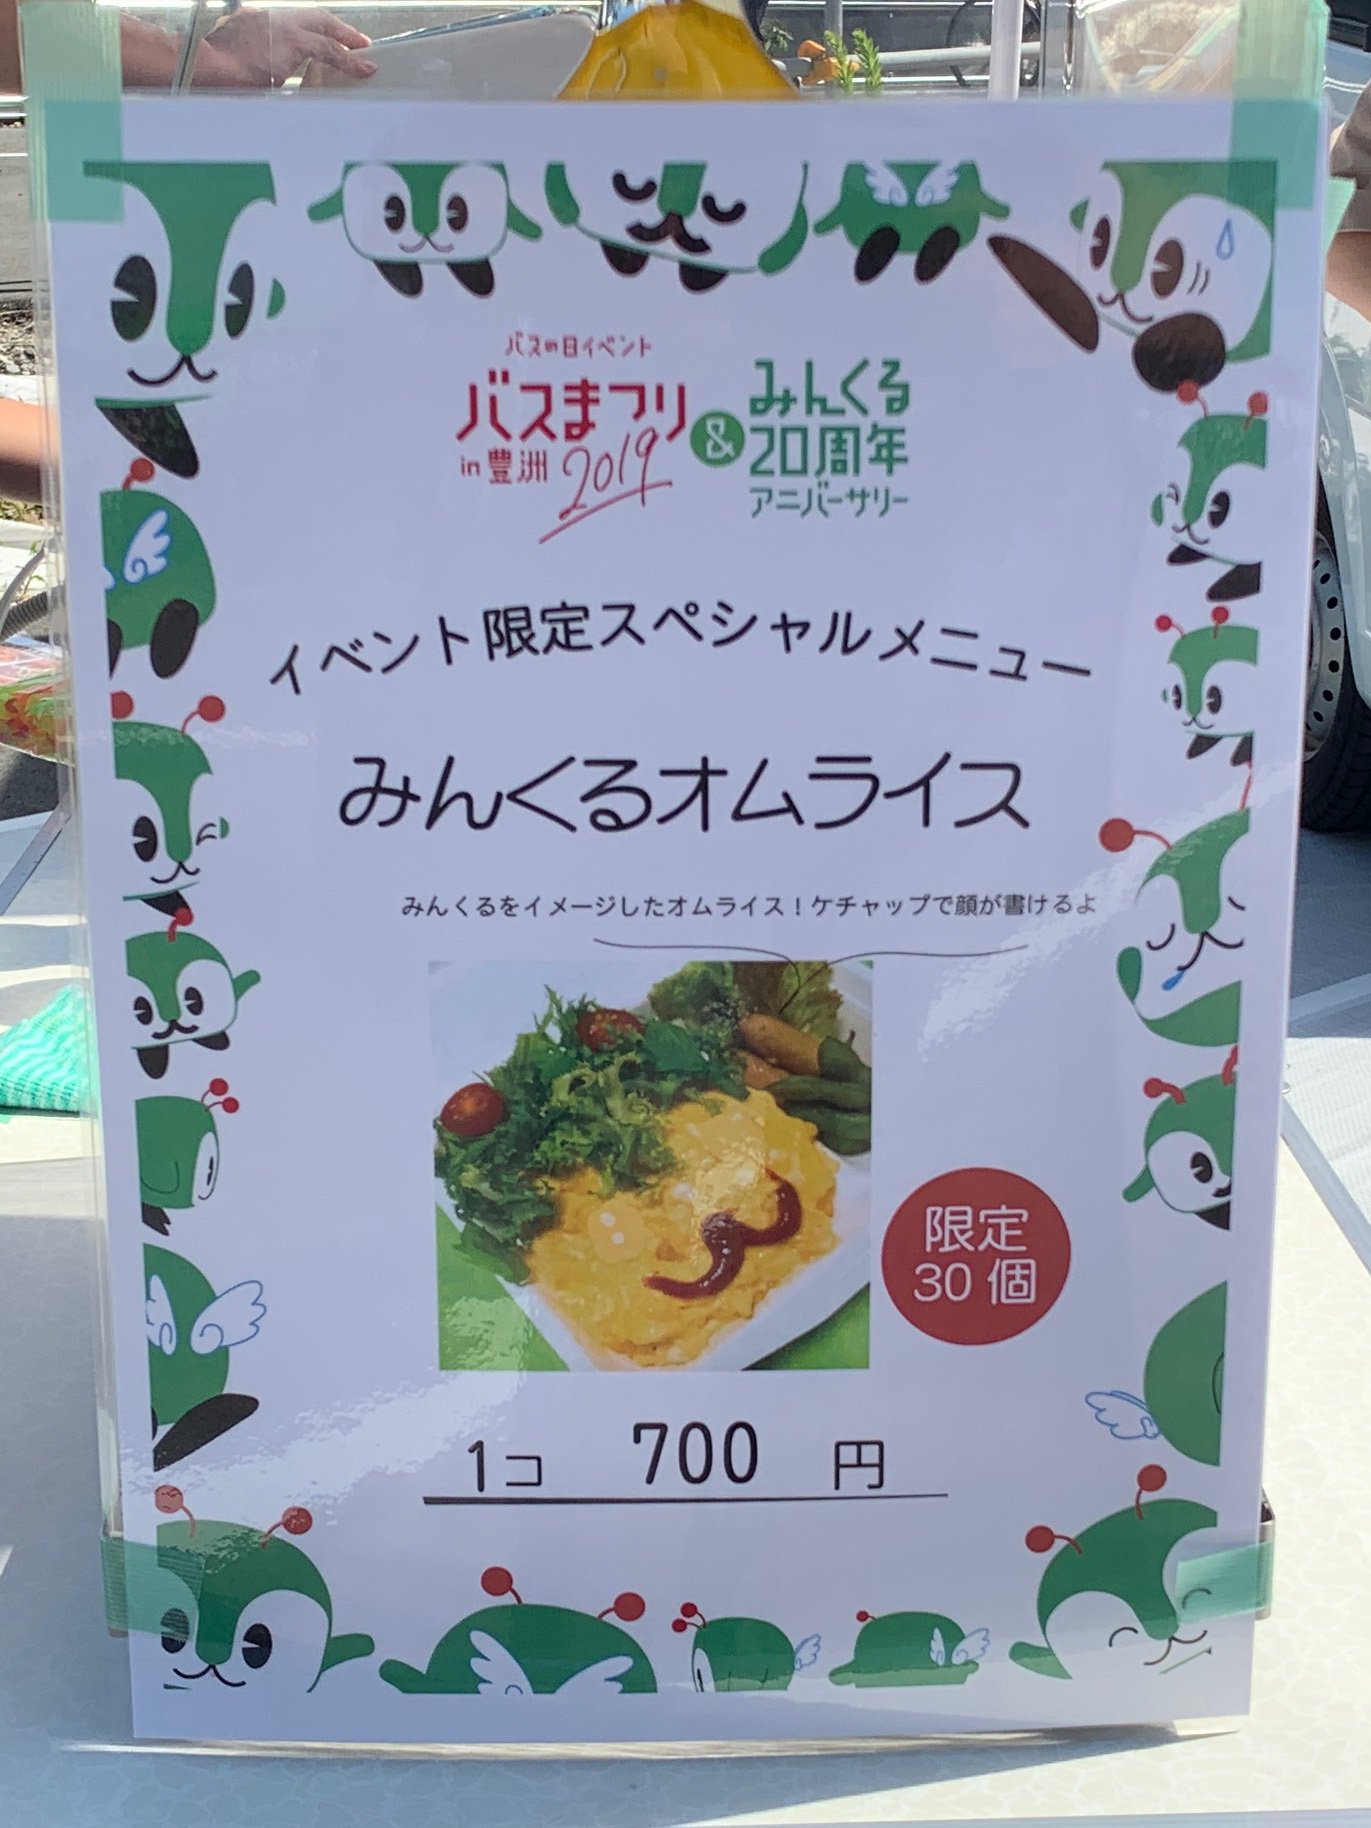 バスの日イベント
バスまつり
in 豊洲 2019
&
みんくる
20周年
アニバーサリー
イベント限定スペシャルメニュー
みんくるオムライス
みんくるをイメージしたオムライス！ケチャップで顔が書けるよ
限定
30 個
1コ 700 円